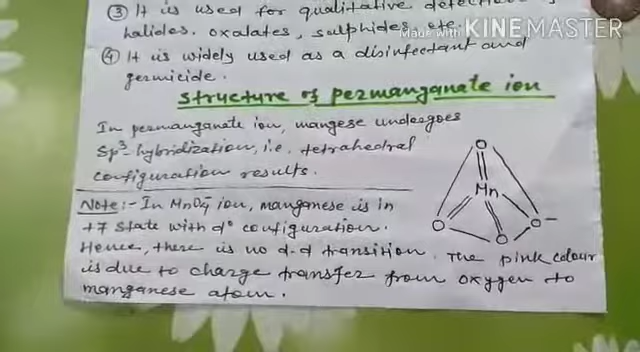 ③ It is used for qualitative
halides, oxalates, sulphides, etc.
Made with KINEMASTER
④ It is widely used as a disinfectant and
germicide.
Structure of permanganate ion
In permanganate ion, mangese undergoes
Sp³-hybridization, i.e. tetrahedral
configuration results.
O
Mn
O O O⁻
Note:- In MnO₄⁻ ion, manganese is in
+7 state with d° configuration.
Hence, there is no d-d transition. The pink colour
is due to charge transfer from oxygen to
manganese atom.